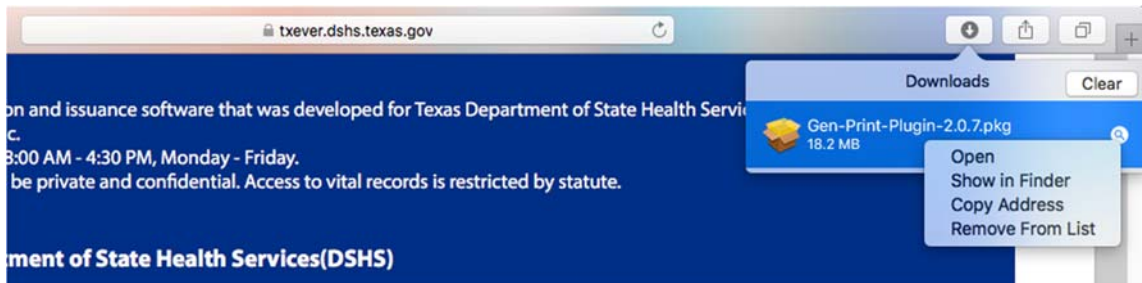 txever.dshs.texas.gov
Downloads
Clear
Gen-Print-Plugin-2.0.7.pkg
18.2 MB
Open
Show in Finder
Copy Address
Remove From List
on and issuance software that was developed for Texas Department of State Health Servi
c.
8:00 AM - 4:30 PM, Monday - Friday.
be private and confidential. Access to vital records is restricted by statute.
ment of State Health Services(DSHS)